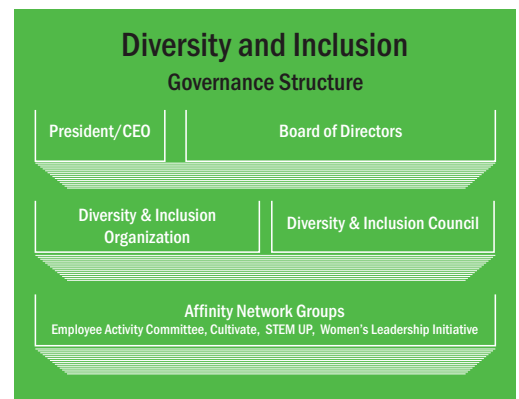 Diversity and Inclusion
Governance Structure
President/CEO
Board of Directors
Diversity & Inclusion
Organization
Diversity & Inclusion Council
Affinity Network Groups
Employee Activity Committee, Cultivate, STEM UP, Women's Leadership Initiative